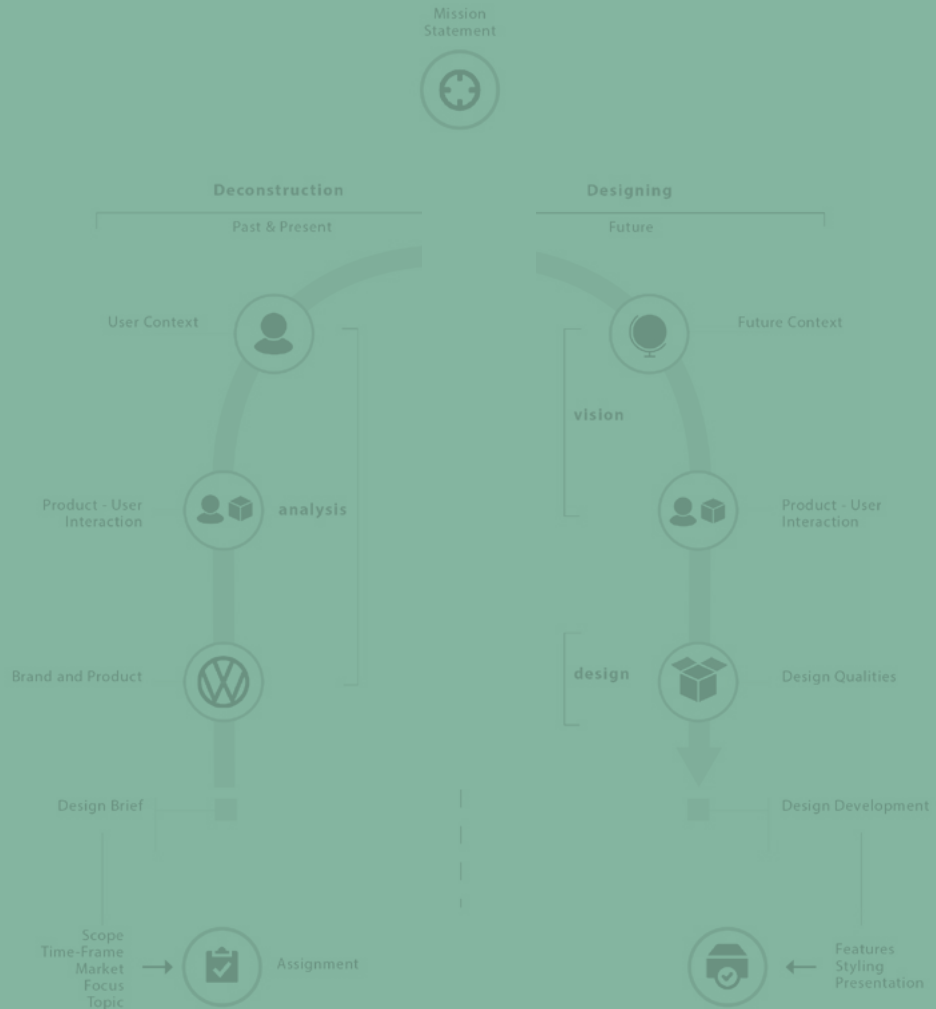 Mission
Statement
Deconstruction
Designing
Past & Present
Future
User Context
Future Context
vision
Product - User
Interaction
analysis
Product - User
Interaction
Brand and Product
design
Design Qualities
Design Brief
Design Development
Scope
Time-Frame
Market
Focus
Topic
Assignment
Features
Styling
Presentation